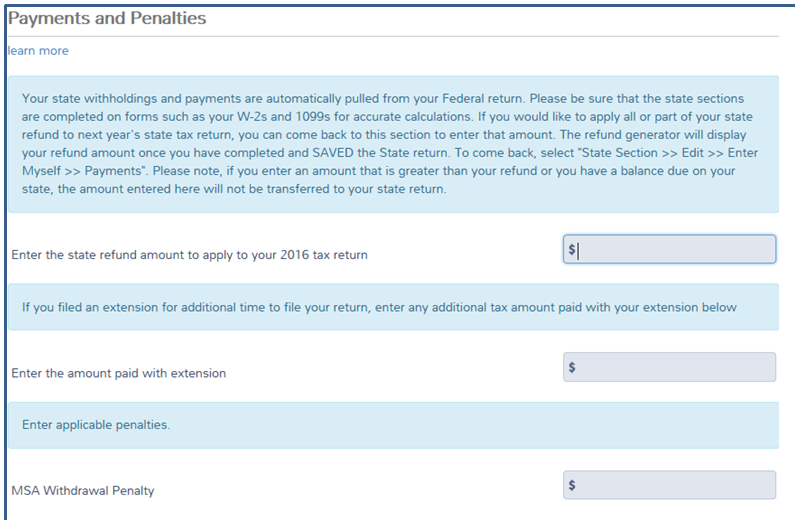 Payments and Penalties
learn more
Your state withholdings and payments are automatically pulled from your Federal return. Please be sure that the state sections
are completed on forms such as your W-2s and 1099s for accurate calculations. If you would like to apply all or part of your state
refund to next year's state tax return, you can come back to this section to enter that amount. The refund generator will display
your refund amount once you have completed and SAVED the State return. To come back, select "State Section >> Edit >> Enter
Myself >> Payments". Please note, if you enter an amount that is greater than your refund or you have a balance due on your
state, the amount entered here will not be transferred to your state return.
Enter the state refund amount to apply to your 2016 tax return
$
If you filed an extension for additional time to file your return, enter any additional tax amount paid with your extension below
Enter the amount paid with extension
$
Enter applicable penalties.
MSA Withdrawal Penalty
$